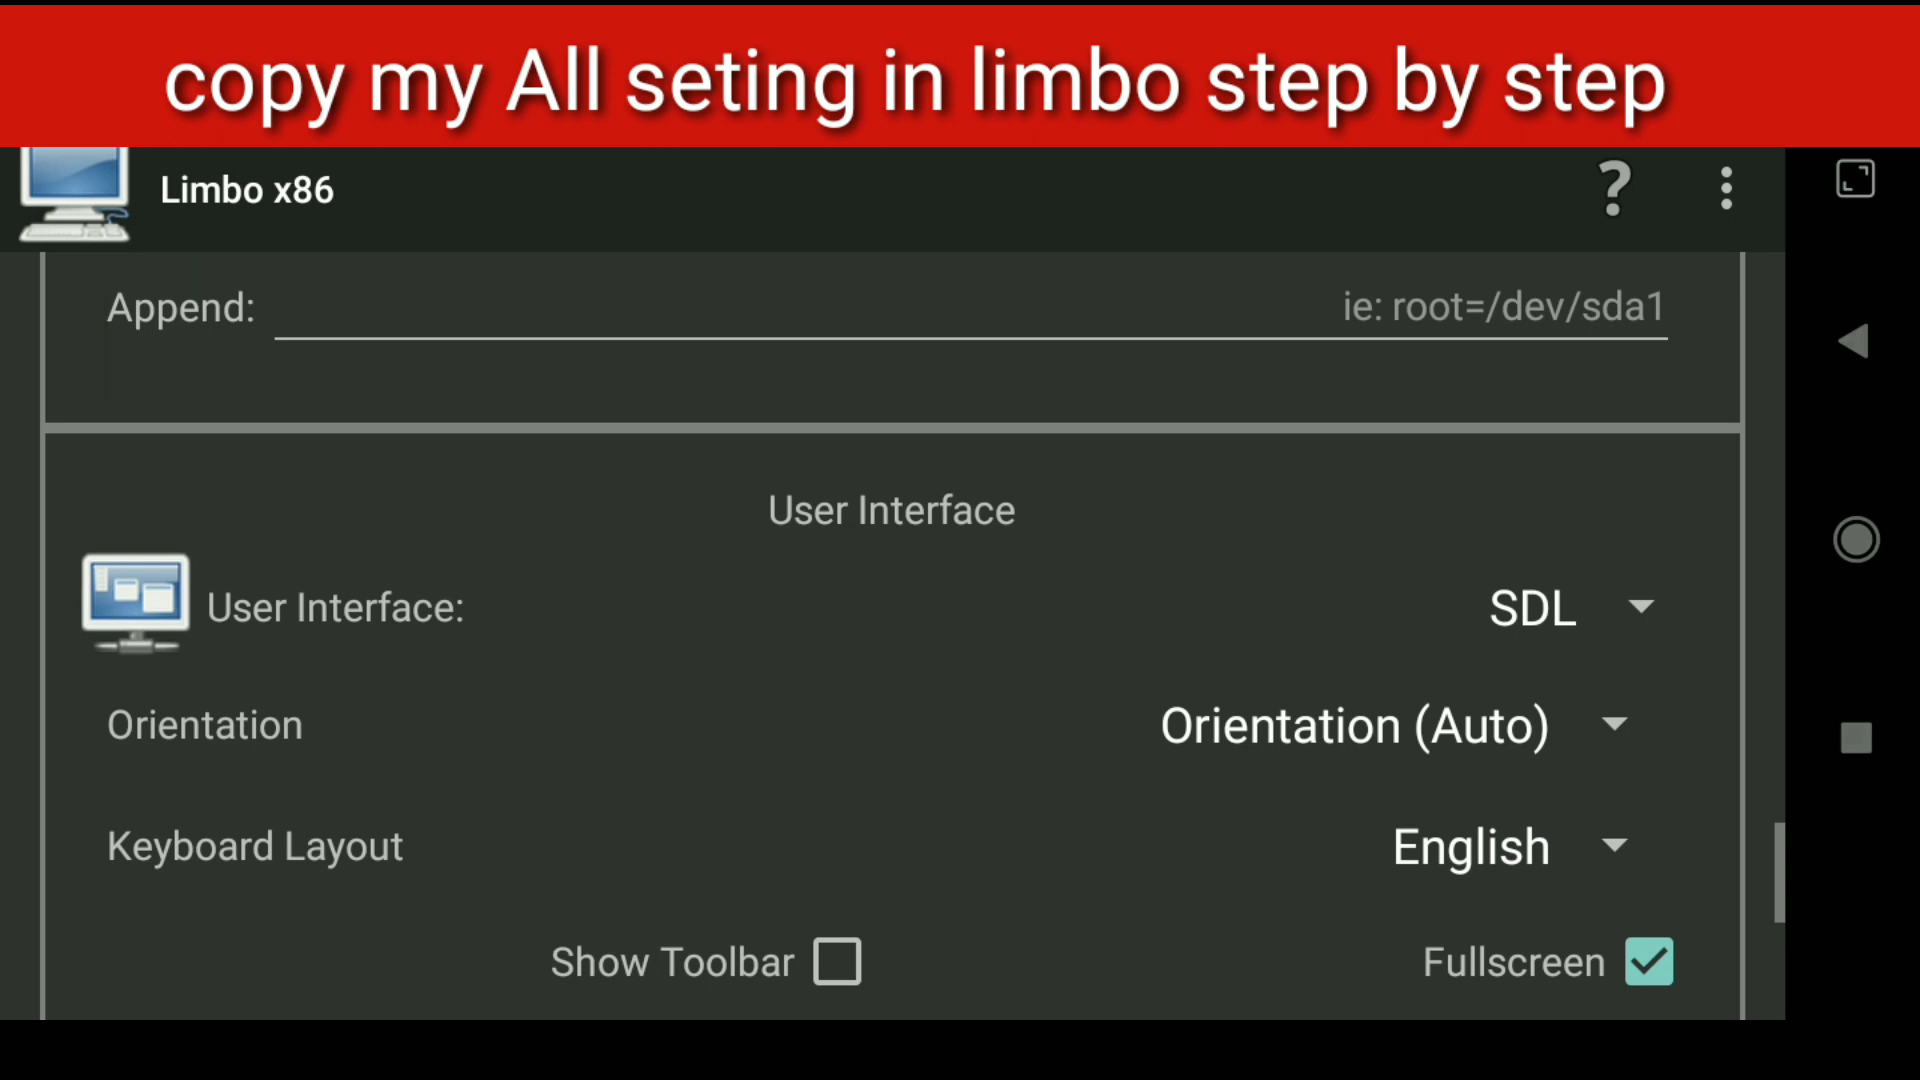 copy my All seting in limbo step by step
Limbo x86
?
Append: ie: root=/dev/sda1
User Interface
User Interface: SDL
Orientation Orientation (Auto)
Keyboard Layout English
Show Toolbar Fullscreen